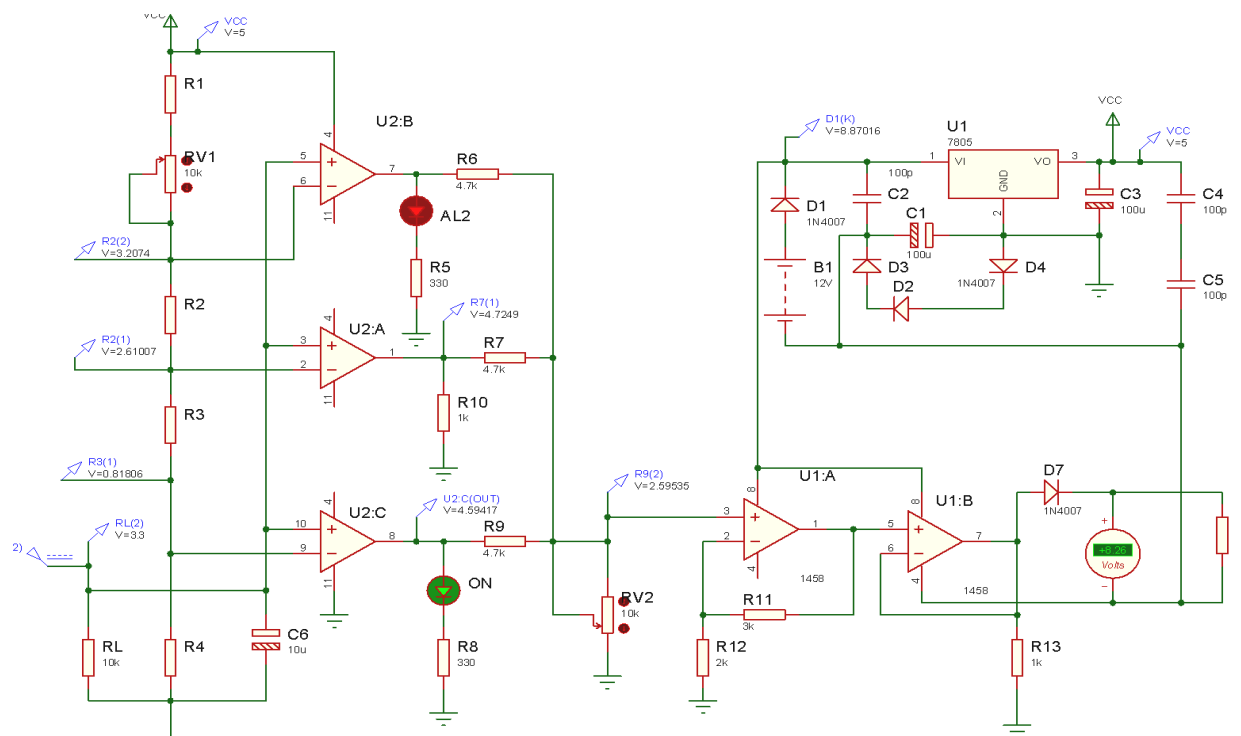 VCC
VCC
V=5
R1
RV1
10k
R2(2)
V=3.2074
R2
R2(1)
V=2.61007
R3
R3(1)
V=0.81806
2)
RL(2)
V=3.3
RL
10k
R4
C6
10u
U2:B
4
5
6
7
11
R6
4.7k
AL2
R5
330
U2:A
4
3
2
1
11
R7(1)
V=4.7249
R7
4.7k
R10
1k
U2:C
4
10
9
8
11
U2:C(OUT)
V=4.59417
R9
4.7k
ON
R8
330
R9(2)
V=2.59535
RV2
10k
D1(K)
V=8.87016
U1
7805
1
VI
VO
3
GND
2
VCC
VCC
V=5
100p
C2
D1
1N4007
C1
100u
C3
100u
C4
100p
B1
12V
D3
D2
D4
1N4007
C5
100p
U1:A
8
3
2
1
4
1458
R11
3k
R12
2k
U1:B
8
5
6
7
4
1458
D7
1N4007
+
+8.26
Volts
−
R13
1k